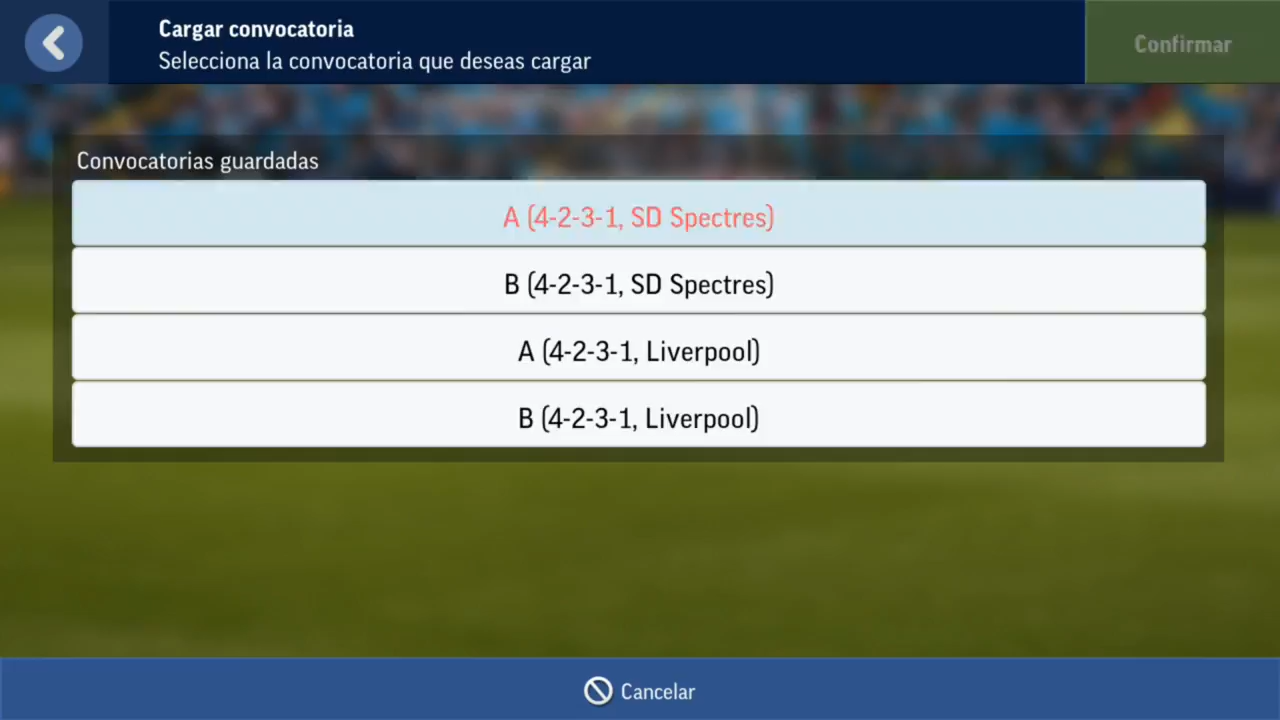 Cargar convocatoria
Selecciona la convocatoria que deseas cargar
Confirmar
Convocatorias guardadas
A (4-2-3-1, SD Spectres)
B (4-2-3-1, SD Spectres)
A (4-2-3-1, Liverpool)
B (4-2-3-1, Liverpool)
Cancelar